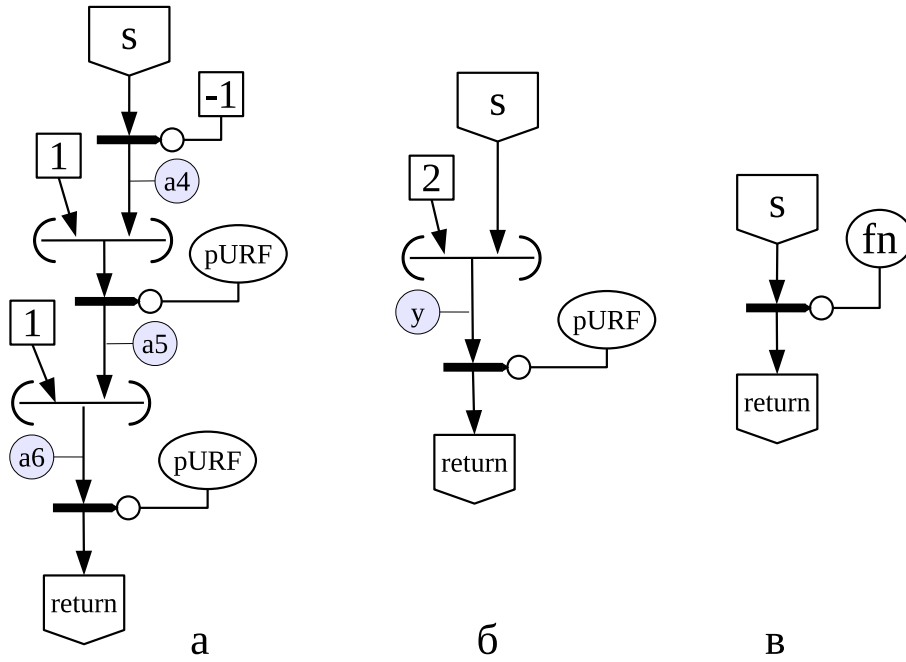 s
-1
1
a4
pURF
1
a5
a6
pURF
return
а
s
2
y
pURF
return
б
s
fn
return
в